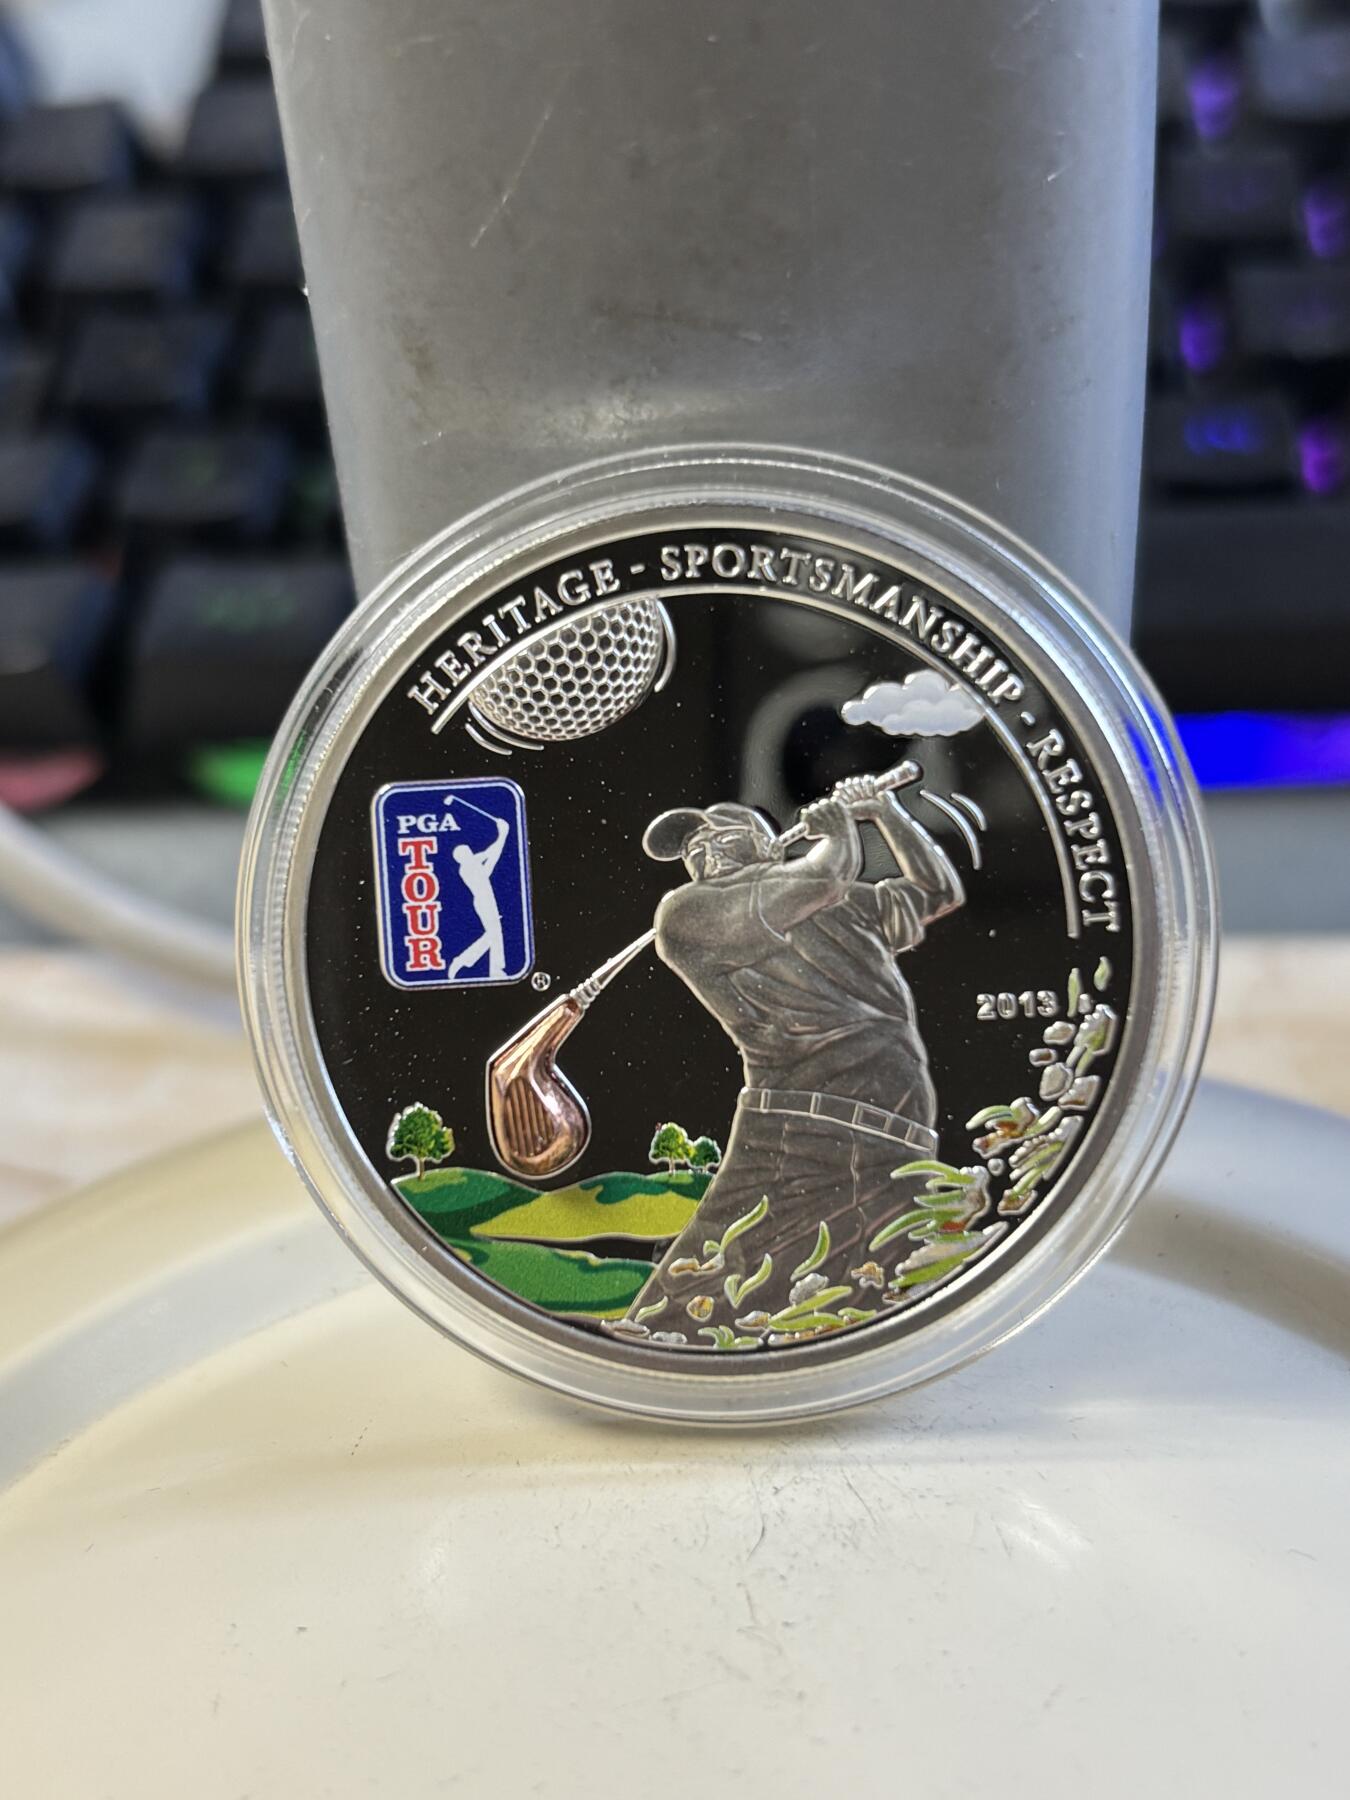 HERITAGE - SPORTSMANSHIP - RESPECT
PGA
TOUR
®
2013